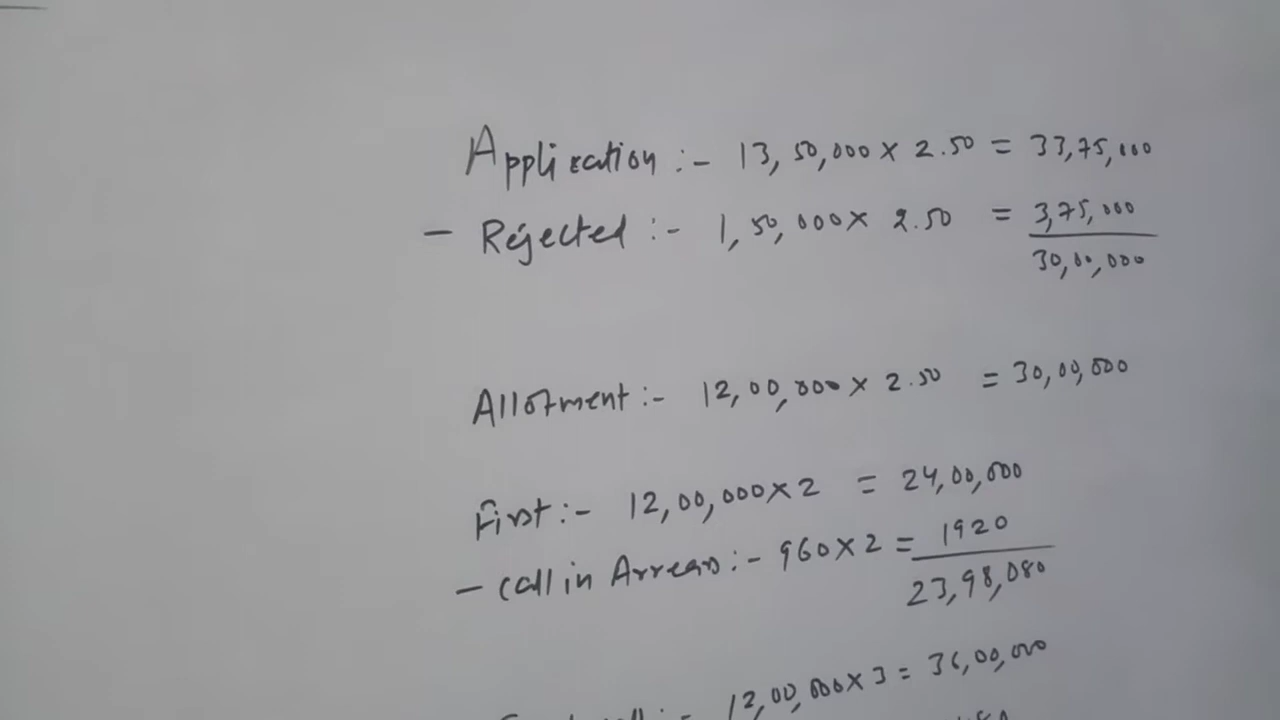 Application :- 13,50,000 x 2.50 = 33,75,000
- Rejected :- 1,50,000 x 2.50 = 3,75,000
30,00,000
Allotment :- 12,00,000 x 2.50 = 30,00,000
First :- 12,00,000 x 2 = 24,00,000
- Call in Arrears :- 960 x 2 = 1920
23,98,080
:- 12,00,000 x 3 = 36,00,000